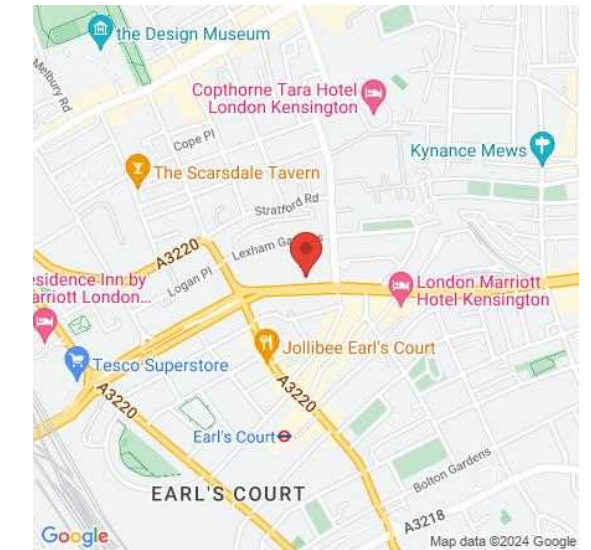 the Design Museum
Melbury Rd
Copthorne Tara Hotel
London Kensington
Cope Pl
Kynance Mews
The Scarsdale Tavern
Stratford Rd
A3220
Lexham Ga
Logan Pl
esidence Inn by
arriott London...
London Marriott
Hotel Kensington
Jollibee Earl's Court
Tesco Superstore
A3220
A3220
Earl's Court
Bolton Gardens
EARL'S COURT
A3218
Google
Map data ©2024 Google